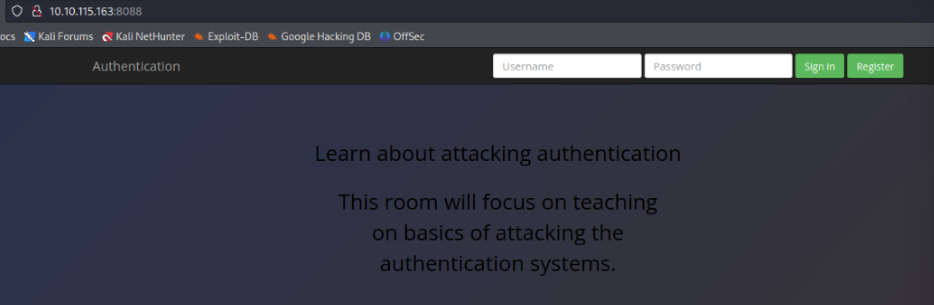 10.10.115.163:8088
ocs Kali Forums Kali NetHunter Exploit-DB Google Hacking DB OffSec
Authentication Username Password Sign in Register
Learn about attacking authentication
This room will focus on teaching
on basics of attacking the
authentication systems.